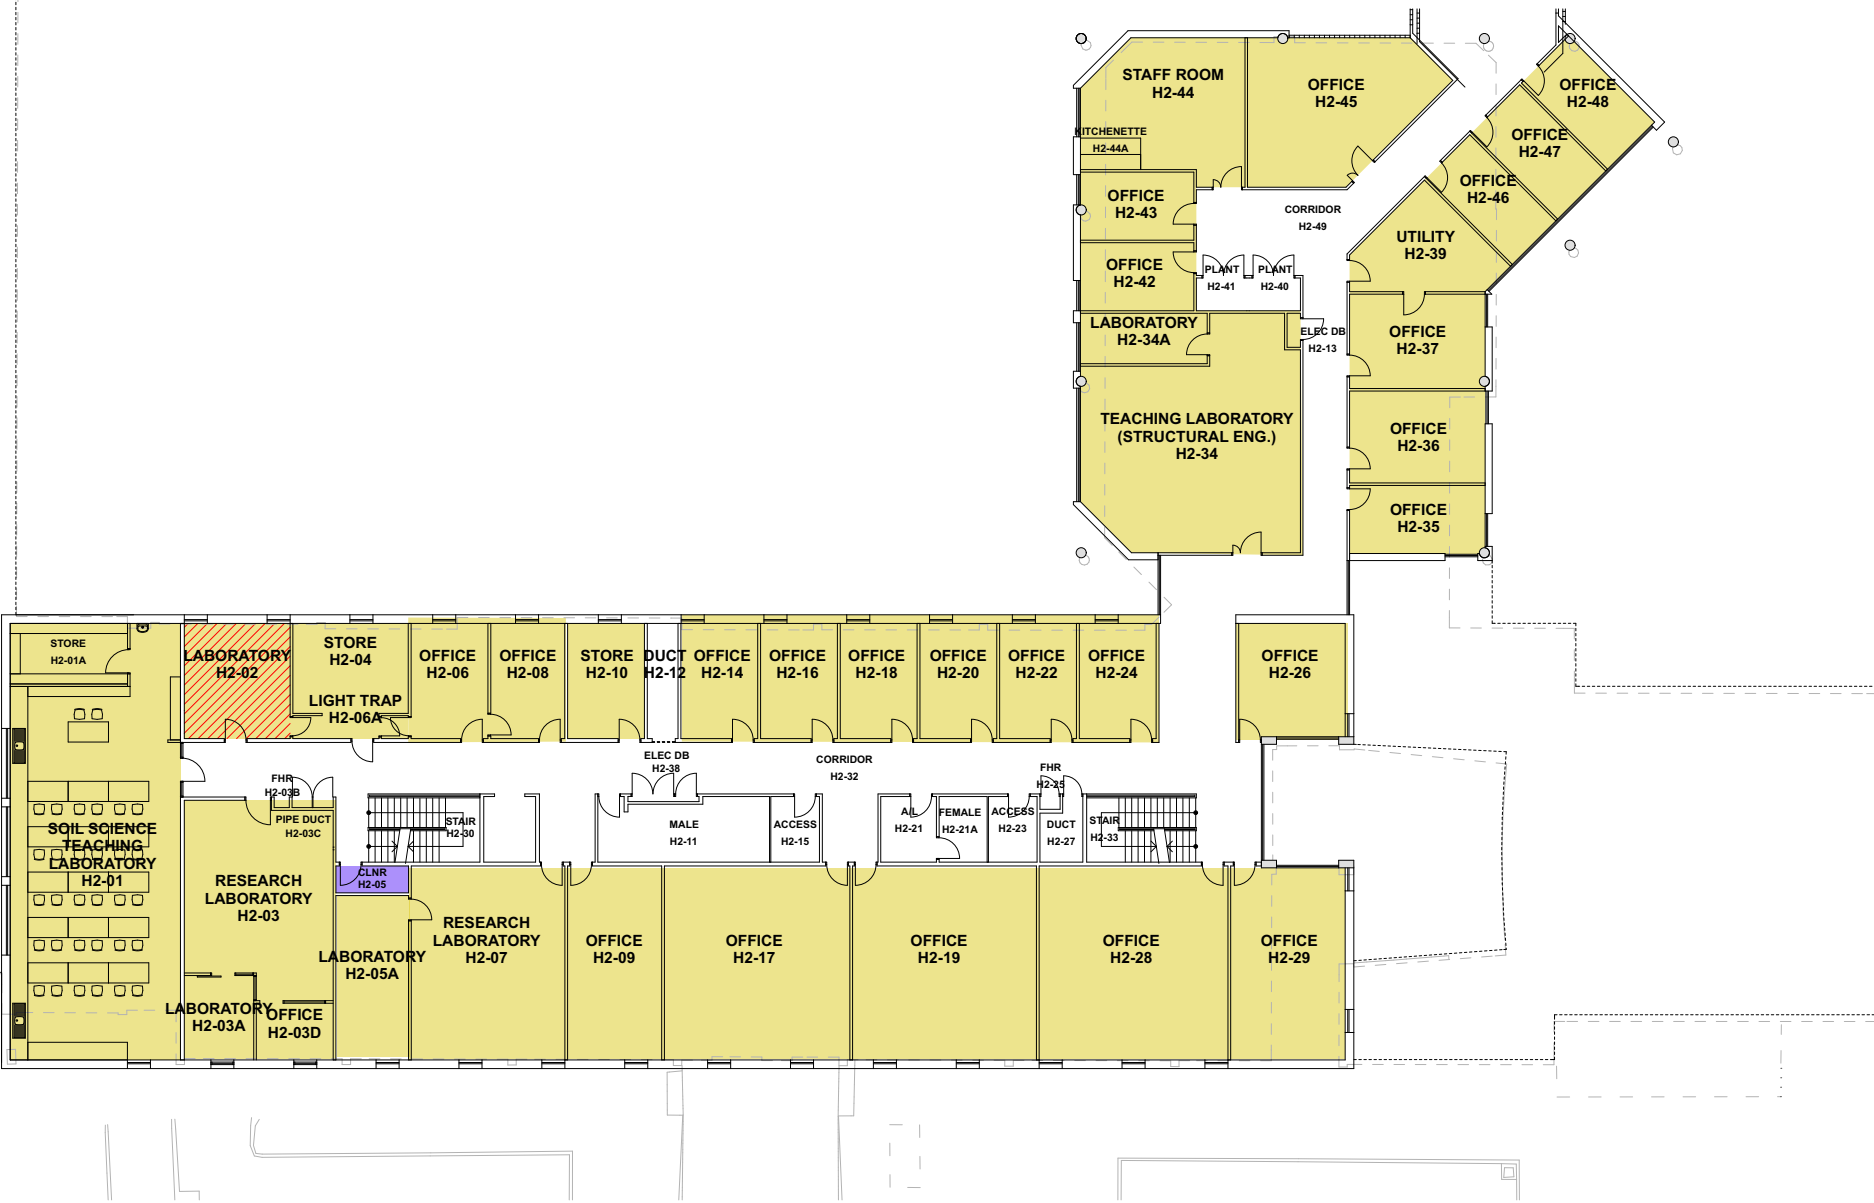 STAFF ROOM
H2-44
OFFICE
H2-45
OFFICE
H2-48
KITCHENETTE
H2-44A
OFFICE
H2-47
OFFICE
H2-46
OFFICE
H2-43
CORRIDOR
H2-49
UTILITY
H2-39
OFFICE
H2-42
PLANT
H2-41
PLANT
H2-40
LABORATORY
H2-34A
ELEC DB
H2-13
OFFICE
H2-37
TEACHING LABORATORY
(STRUCTURAL ENG.)
H2-34
OFFICE
H2-36
OFFICE
H2-35
STORE
H2-01A
LABORATORY
H2-02
STORE
H2-04
LIGHT TRAP
H2-06A
OFFICE
H2-06
OFFICE
H2-08
STORE
H2-10
DUCT
H2-12
OFFICE
H2-14
OFFICE
H2-16
OFFICE
H2-18
OFFICE
H2-20
OFFICE
H2-22
OFFICE
H2-24
OFFICE
H2-26
FHR
H2-03B
ELEC DB
H2-38
CORRIDOR
H2-32
FHR
H2-25
SOIL SCIENCE
TEACHING
LABORATORY
H2-01
PIPE DUCT
H2-03C
STAIR
H2-30
MALE
H2-11
ACCESS
H2-15
A/L
H2-21
FEMALE
H2-21A
ACCESS
H2-23
DUCT
H2-27
STAIR
H2-33
RESEARCH
LABORATORY
H2-03
CLNR
H2-05
LABORATORY
H2-05A
RESEARCH
LABORATORY
H2-07
OFFICE
H2-09
OFFICE
H2-17
OFFICE
H2-19
OFFICE
H2-28
OFFICE
H2-29
LABORATORY
H2-03A
OFFICE
H2-03D